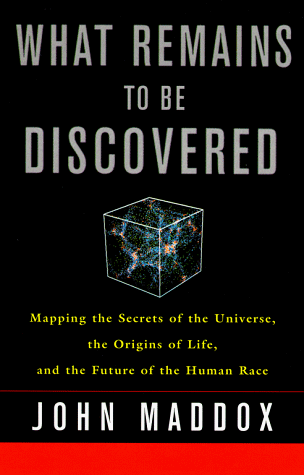 WHAT REMAINS
TO BE
DISCOVERED
Mapping the Secrets of the Universe,
the Origins of Life,
and the Future of the Human Race
JOHN MADDOX